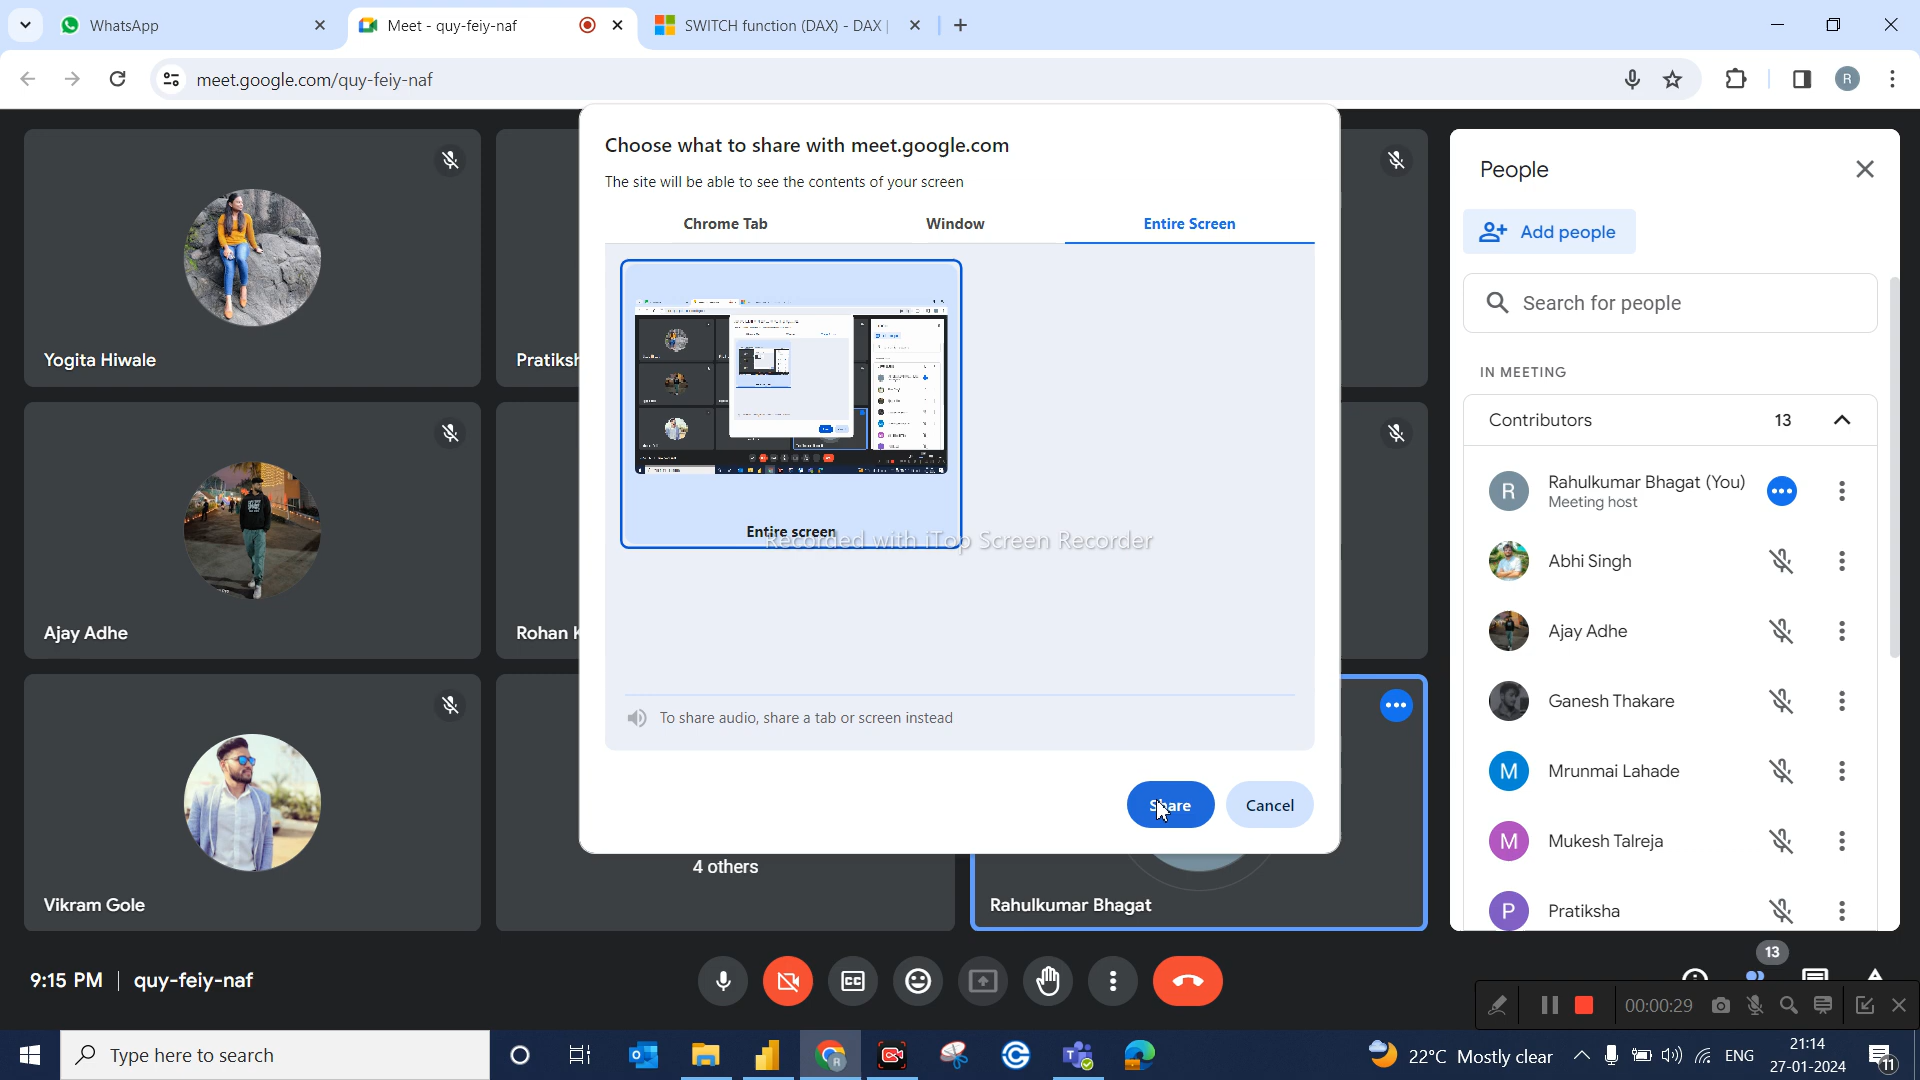 WhatsApp
Meet - quy-feiy-naf
SWITCH function (DAX) - DAX |
meet.google.com/quy-feiy-naf
Choose what to share with meet.google.com
The site will be able to see the contents of your screen
Chrome Tab
Window
Entire Screen
Entire screen
Recorded with iTop Screen Recorder
To share audio, share a tab or screen instead
Share
Cancel
Yogita Hiwale
Ajay Adhe
Vikram Gole
4 others
Rahulkumar Bhagat
People
Add people
Search for people
IN MEETING
Contributors
13
R
Rahulkumar Bhagat (You)
Meeting host
Abhi Singh
Ajay Adhe
Ganesh Thakare
M
Mrunmai Lahade
M
Mukesh Talreja
P
Pratiksha
9:15 PM
quy-feiy-naf
13
00:00:29
Type here to search
22°C Mostly clear
ENG
21:14
27-01-2024
11